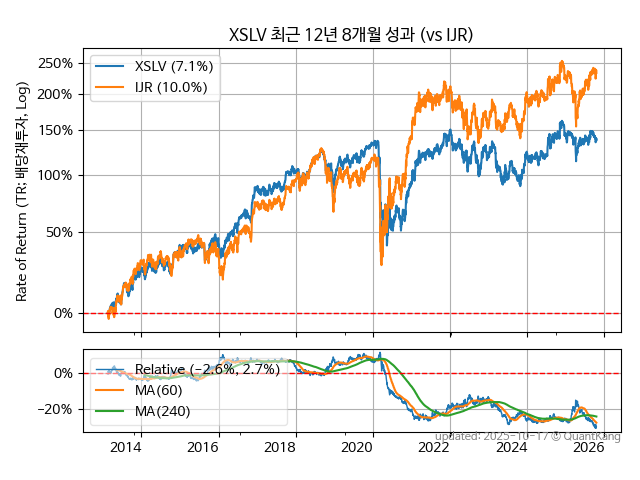 XSLV 최근 12년 8개월 성과 (vs IJR)
Rate of Return (TR: 배당재투자, Log)
250%
200%
150%
100%
50%
0%
XSLV (7.1%)
IJR (10.0%)
0%
−20%
Relative (-2.6%, 2.7%)
MA(60)
MA(240)
2014 2016 2018 2020 2022 2024 2026
updated: 2025-10-17 © QuantKang